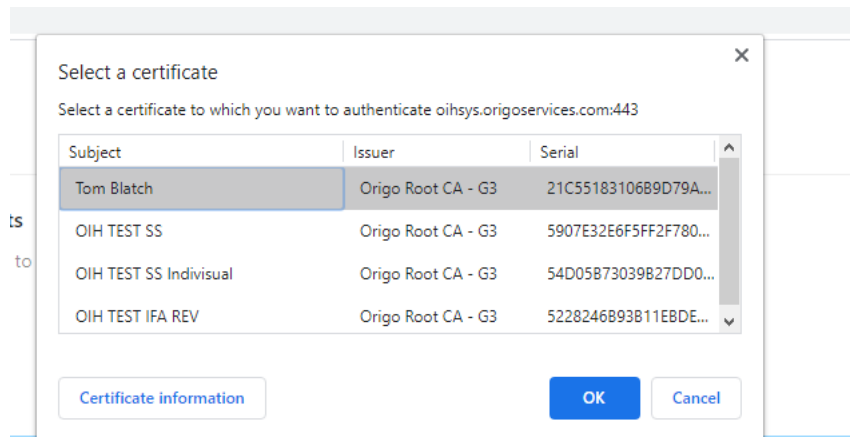 Select a certificate
Select a certificate to which you want to authenticate oihsys.origoservices.com:443
Subject Issuer Serial
Tom Blatch Origo Root CA - G3 21C55183106B9D79A...
OIH TEST SS Origo Root CA - G3 5907E32E6F5FF2F780...
OIH TEST SS Indivisual Origo Root CA - G3 54D05B73039B27DD0...
OIH TEST IFA REV Origo Root CA - G3 5228246B93B11EBDE...
ts
to
Certificate information OK Cancel